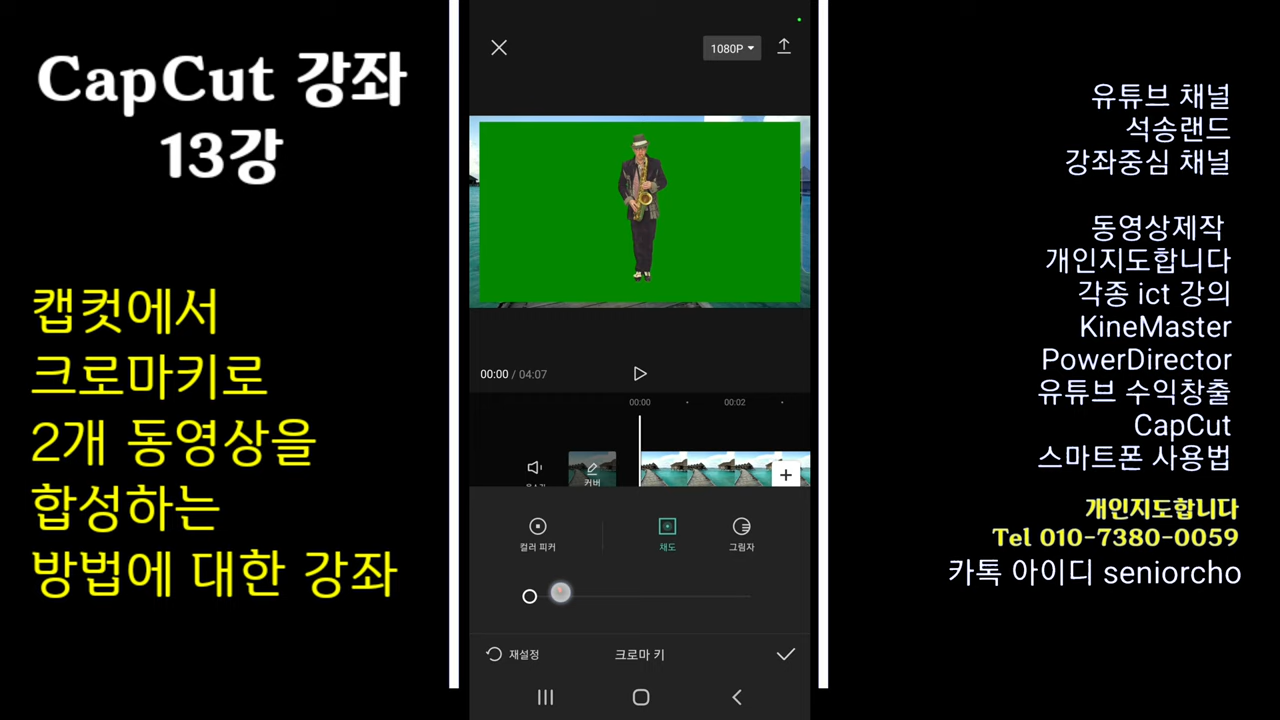 CapCut 강좌
13강
캡컷에서
크로마키로
2개 동영상을
합성하는
방법에 대한 강좌
1080P
00:00 / 04:07
00:00
00:02
커버
컬러 피커
채도
그림자
재설정
크로마 키
유튜브 채널
석송랜드
강좌중심 채널
동영상제작
개인지도합니다
각종 ict 강의
KineMaster
PowerDirector
유튜브 수익창출
CapCut
스마트폰 사용법
개인지도합니다
Tel 010-7380-0059
카톡 아이디 seniorcho